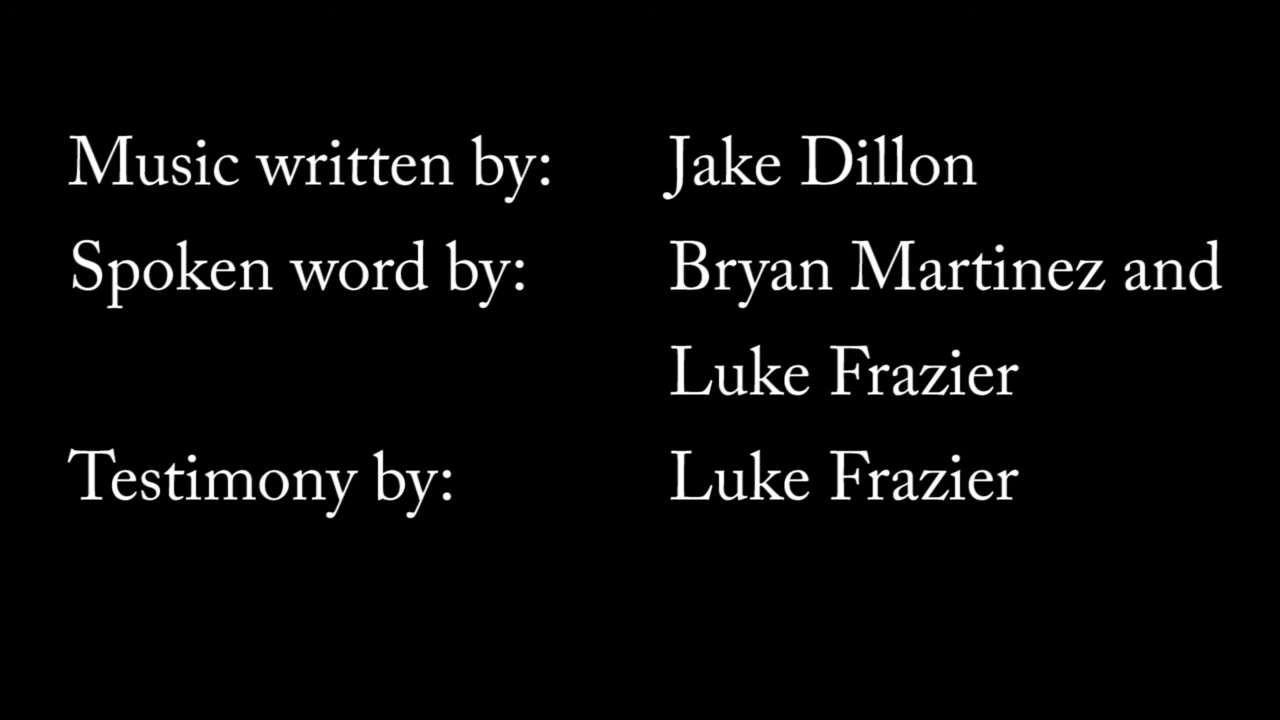 Music written by: Jake Dillon
Spoken word by: Bryan Martinez and
Luke Frazier
Testimony by: Luke Frazier